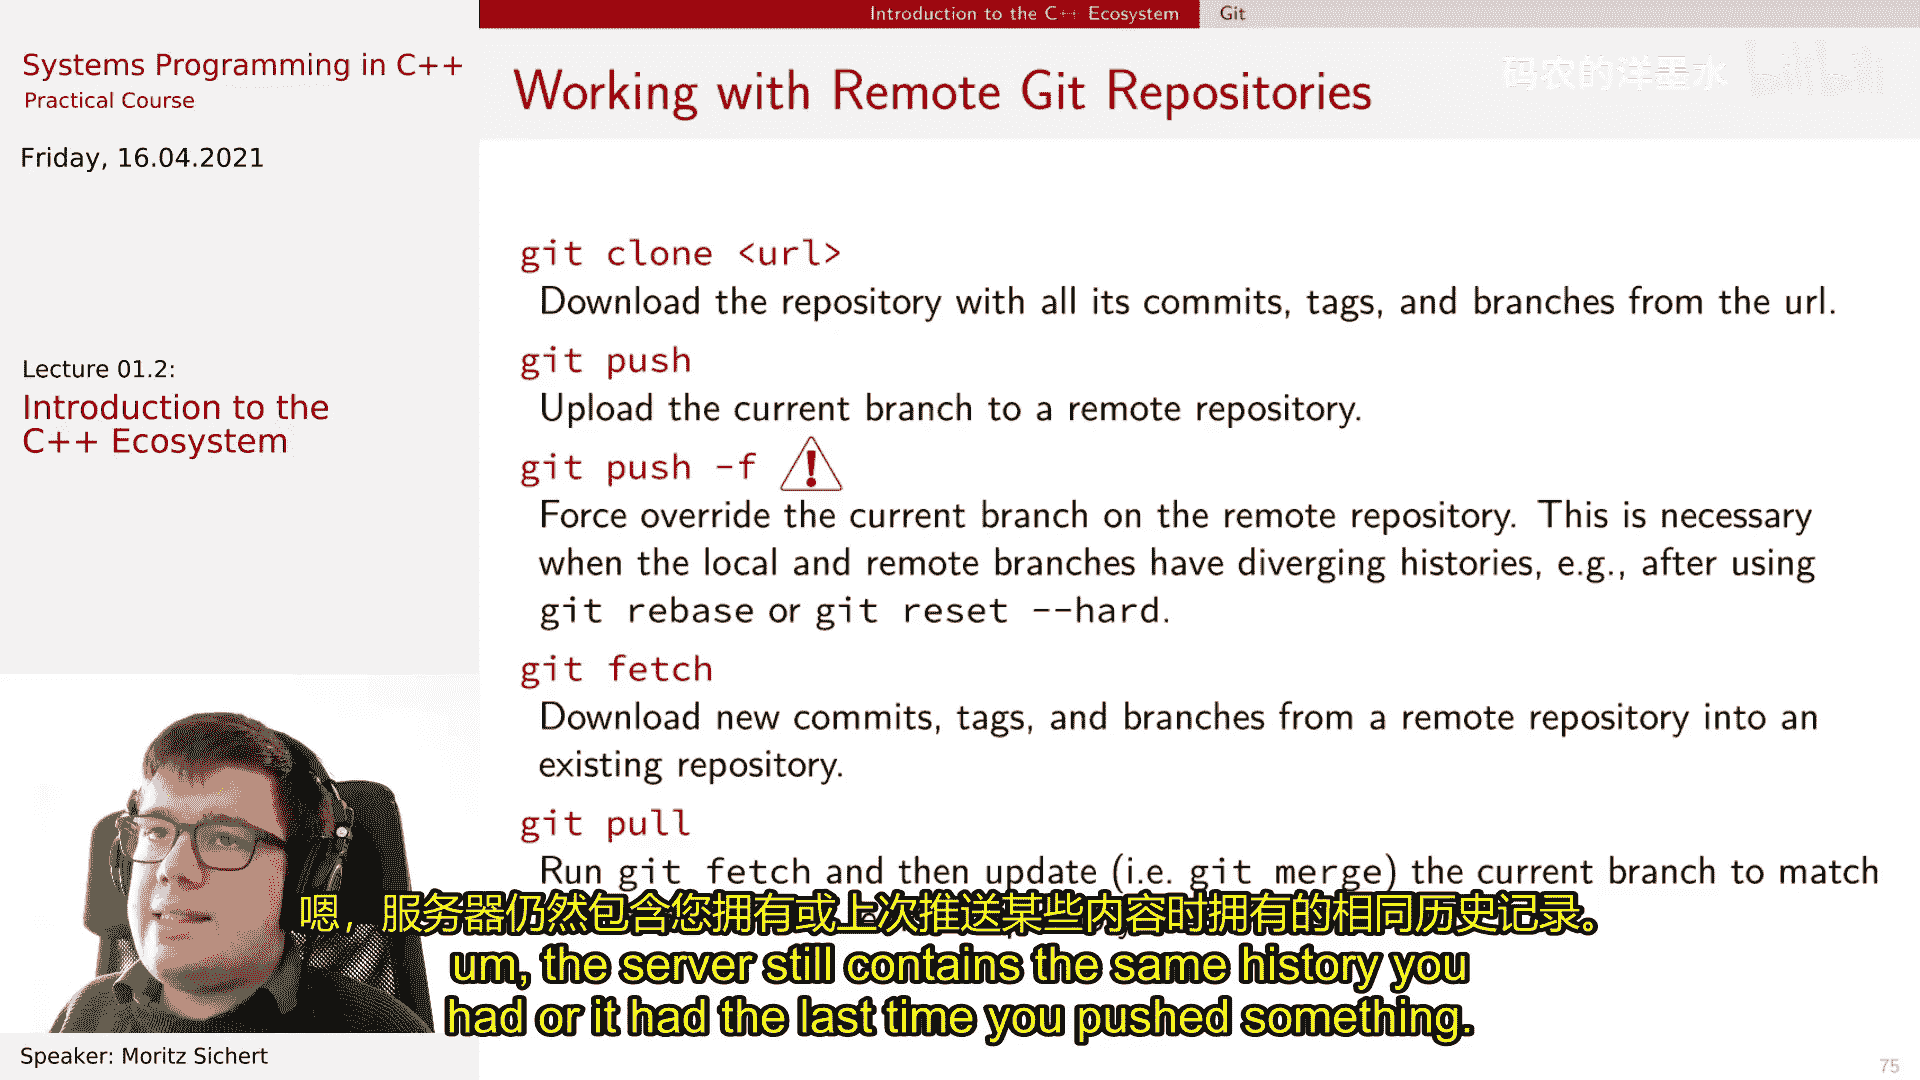 Introduction to the C++ Ecosystem
Git
Systems Programming in C++
Practical Course
Friday, 16.04.2021
Lecture 01.2:
Introduction to the
C++ Ecosystem
Working with Remote Git Repositories
码农的洋墨水
git clone <url>
Download the repository with all its commits, tags, and branches from the url.
git push
Upload the current branch to a remote repository.
git push -f
Force override the current branch on the remote repository. This is necessary
when the local and remote branches have diverging histories, e.g., after using
git rebase or git reset --hard.
git fetch
Download new commits, tags, and branches from a remote repository into an
existing repository.
git pull
Run git fetch and then update (i.e. git merge) the current branch to match
嗯，服务器仍然包含您拥有或上次推送某些内容时拥有的相同历史记录。
um, the server still contains the same history you
had or it had the last time you pushed something.
Speaker: Moritz Sichert
75